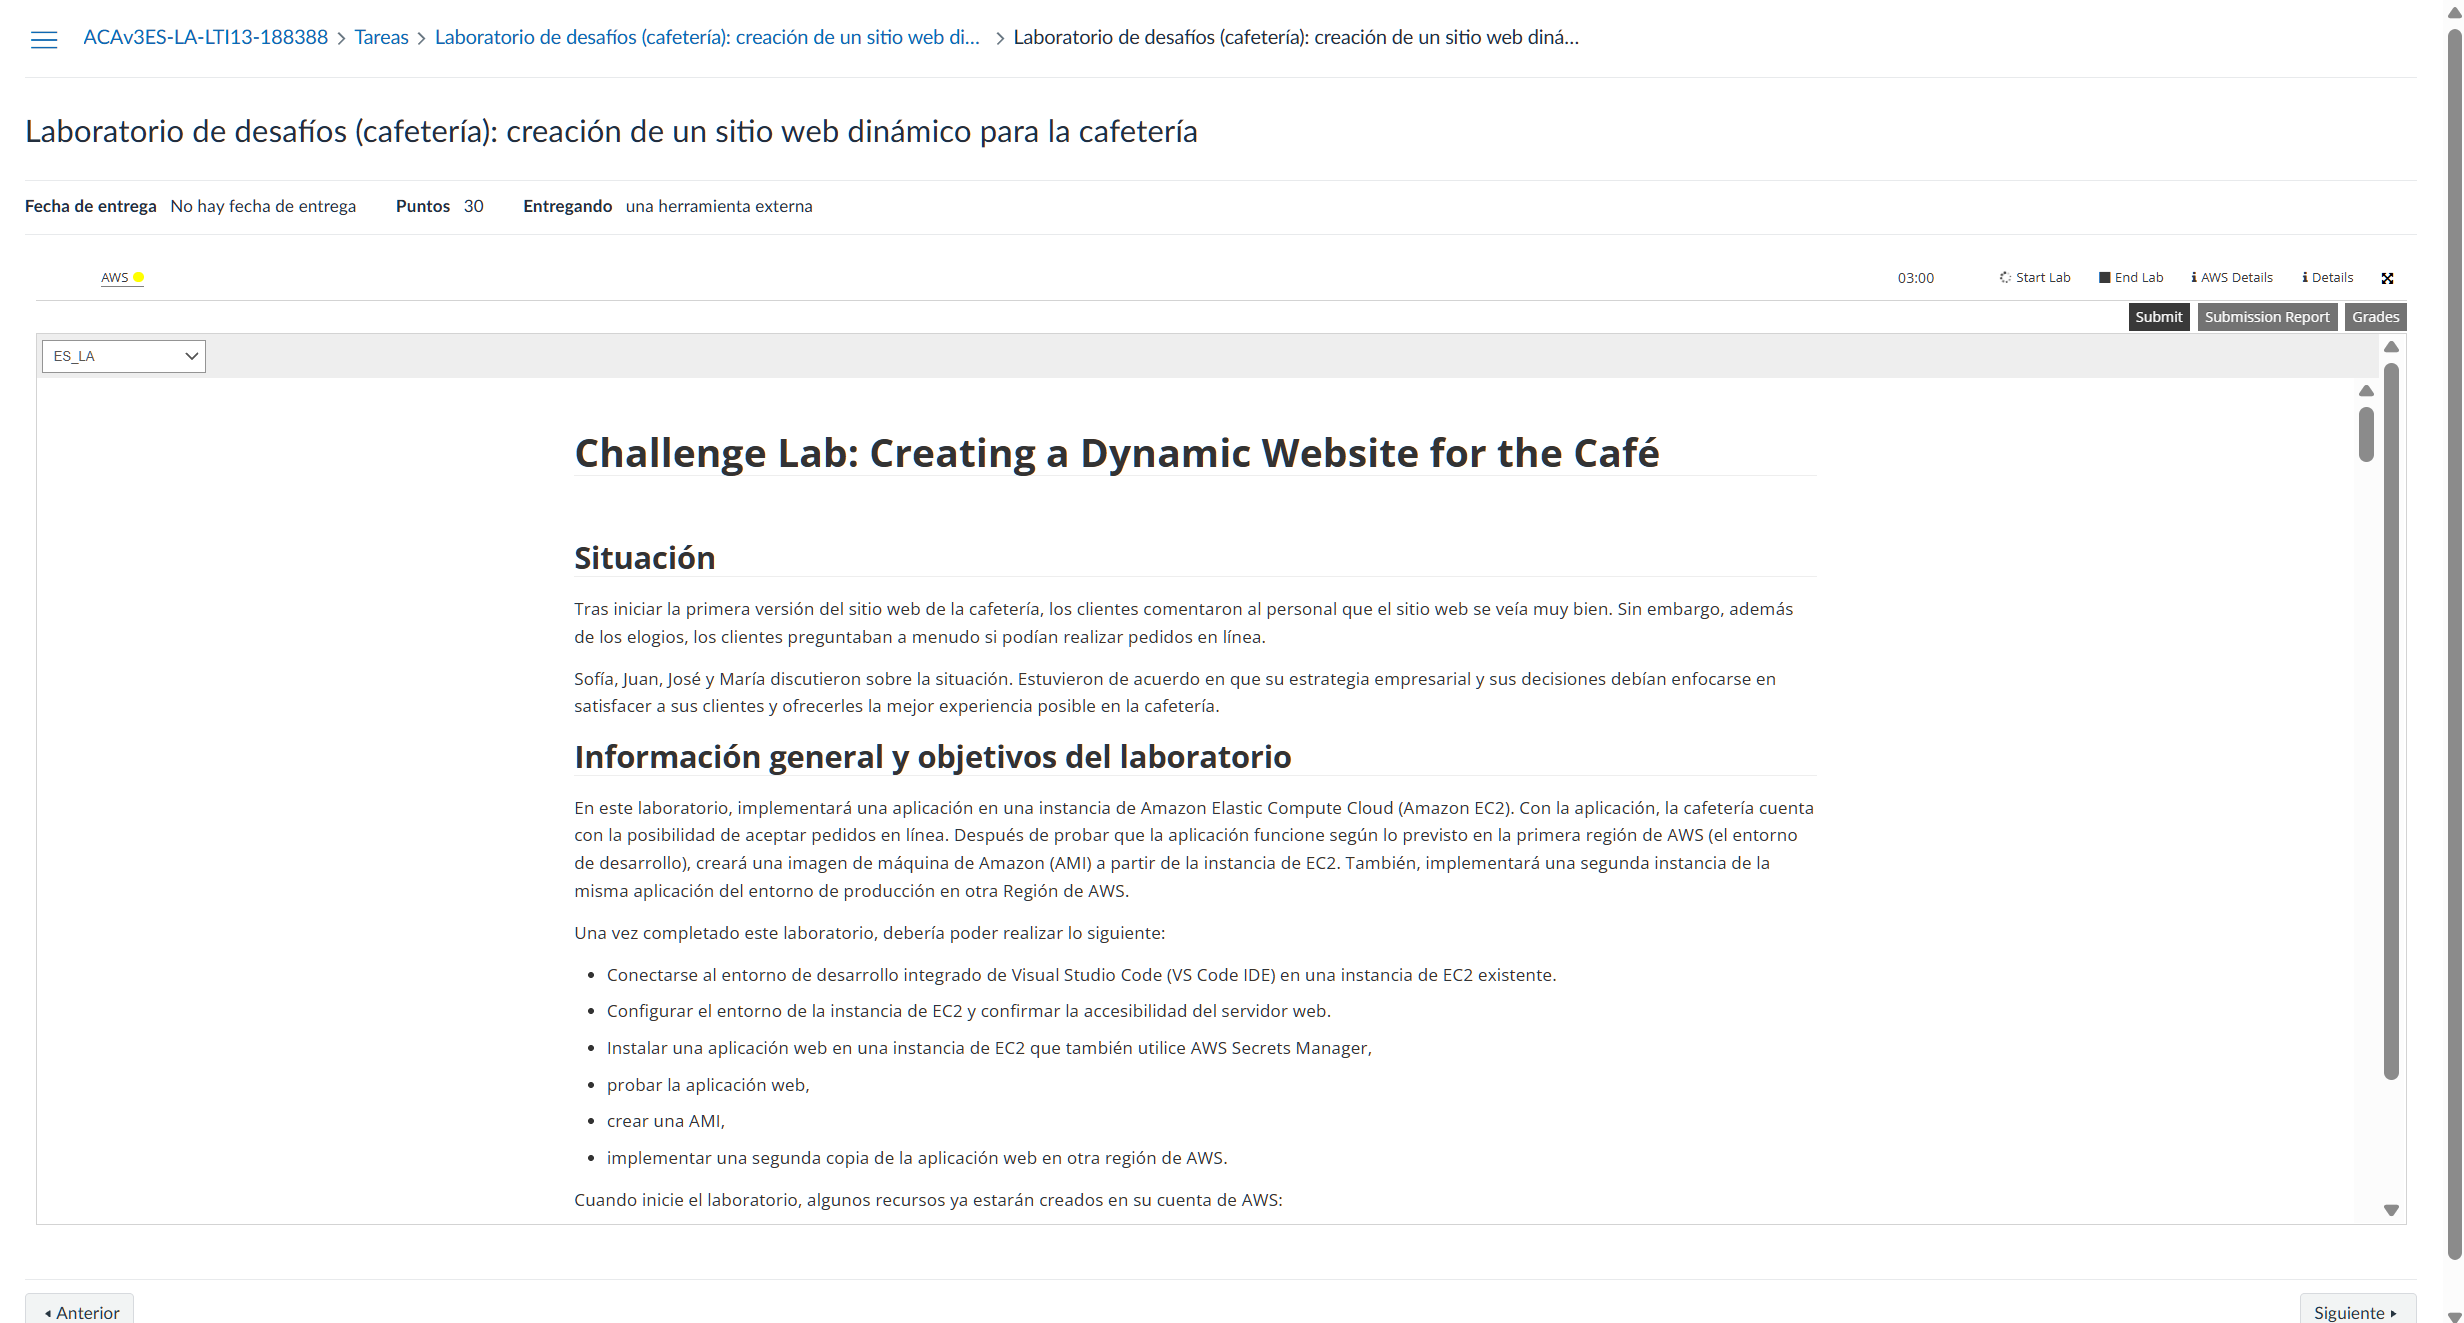 ACAv3ES-LA-LTI13-188388 > Tareas > Laboratorio de desafíos (cafetería): creación de un sitio web di... > Laboratorio de desafíos (cafetería): creación de un sitio web diná...
Laboratorio de desafíos (cafetería): creación de un sitio web dinámico para la cafetería
Fecha de entrega No hay fecha de entrega Puntos 30 Entregando una herramienta externa
AWS 03:00 Start Lab End Lab AWS Details Details
Submit Submission Report Grades
ES_LA
Challenge Lab: Creating a Dynamic Website for the Café
Situación
Tras iniciar la primera versión del sitio web de la cafetería, los clientes comentaron al personal que el sitio web se veía muy bien. Sin embargo, además
de los elogios, los clientes preguntaban a menudo si podían realizar pedidos en línea.
Sofía, Juan, José y María discutieron sobre la situación. Estuvieron de acuerdo en que su estrategia empresarial y sus decisiones debían enfocarse en
satisfacer a sus clientes y ofrecerles la mejor experiencia posible en la cafetería.
Información general y objetivos del laboratorio
En este laboratorio, implementará una aplicación en una instancia de Amazon Elastic Compute Cloud (Amazon EC2). Con la aplicación, la cafetería cuenta
con la posibilidad de aceptar pedidos en línea. Después de probar que la aplicación funcione según lo previsto en la primera región de AWS (el entorno
de desarrollo), creará una imagen de máquina de Amazon (AMI) a partir de la instancia de EC2. También, implementará una segunda instancia de la
misma aplicación del entorno de producción en otra Región de AWS.
Una vez completado este laboratorio, debería poder realizar lo siguiente:
• Conectarse al entorno de desarrollo integrado de Visual Studio Code (VS Code IDE) en una instancia de EC2 existente.
• Configurar el entorno de la instancia de EC2 y confirmar la accesibilidad del servidor web.
• Instalar una aplicación web en una instancia de EC2 que también utilice AWS Secrets Manager,
• probar la aplicación web,
• crear una AMI,
• implementar una segunda copia de la aplicación web en otra región de AWS.
Cuando inicie el laboratorio, algunos recursos ya estarán creados en su cuenta de AWS:
Anterior Siguiente